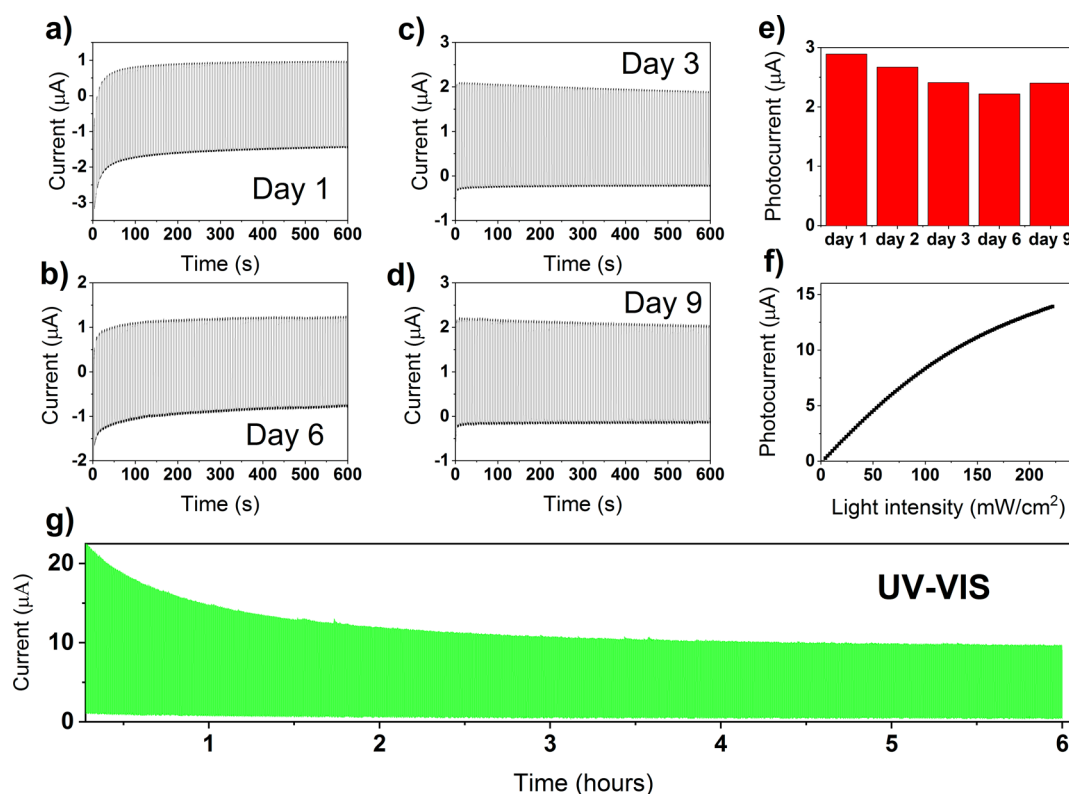 a)
Current (μA)
1
0
-1
-2
-3
Day 1
0 100 200 300 400 500 600
Time (s)
c)
Current (μA)
3
2
1
0
-1
Day 3
0 100 200 300 400 500 600
Time (s)
e)
Photocurrent (μA)
3
2
1
0
day 1 day 2 day 3 day 6 day 9
b)
Current (μA)
2
1
0
-1
-2
Day 6
0 100 200 300 400 500 600
Time (s)
d)
Current (μA)
3
2
1
0
-1
Day 9
0 100 200 300 400 500 600
Time (s)
f)
Photocurrent (μA)
15
10
5
0
0 50 100 150 200
Light intensity (mW/cm²)
g)
Current (μA)
20
10
0
UV-VIS
1 2 3 4 5 6
Time (hours)